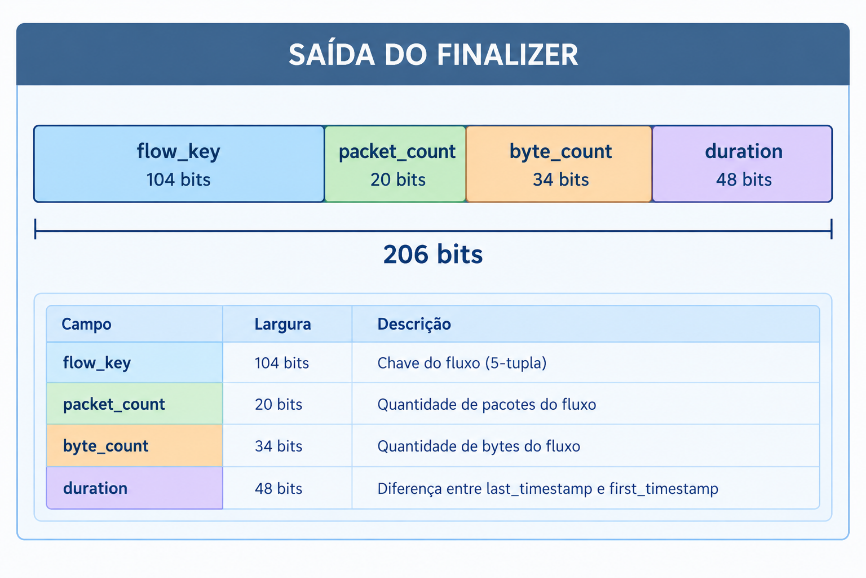 SAÍDA DO FINALIZER
flow_key packet_count byte_count duration
104 bits 20 bits 34 bits 48 bits
206 bits
Campo Largura Descrição
flow_key 104 bits Chave do fluxo (5-tupla)
packet_count 20 bits Quantidade de pacotes do fluxo
byte_count 34 bits Quantidade de bytes do fluxo
duration 48 bits Diferença entre last_timestamp e first_timestamp